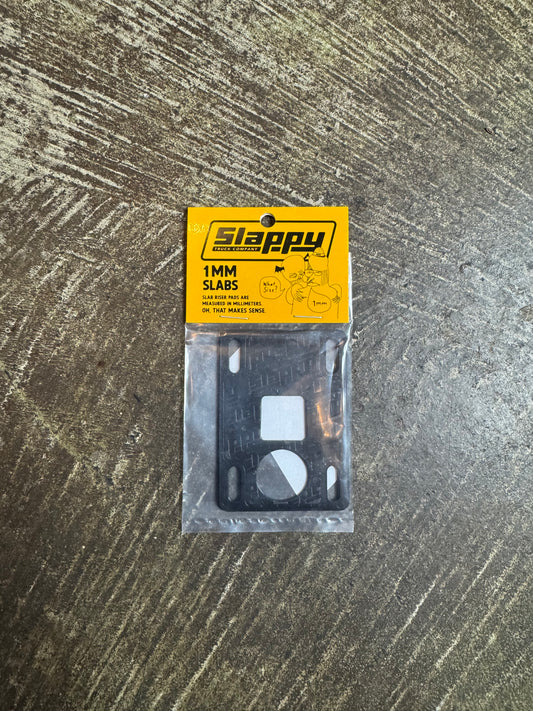 Slappy
TRUCK COMPANY
1MM
SLABS
SLAB RISER PADS ARE
MEASURED IN MILLIMETERS.
OH, THAT MAKES SENSE.
What
Size?
1mm